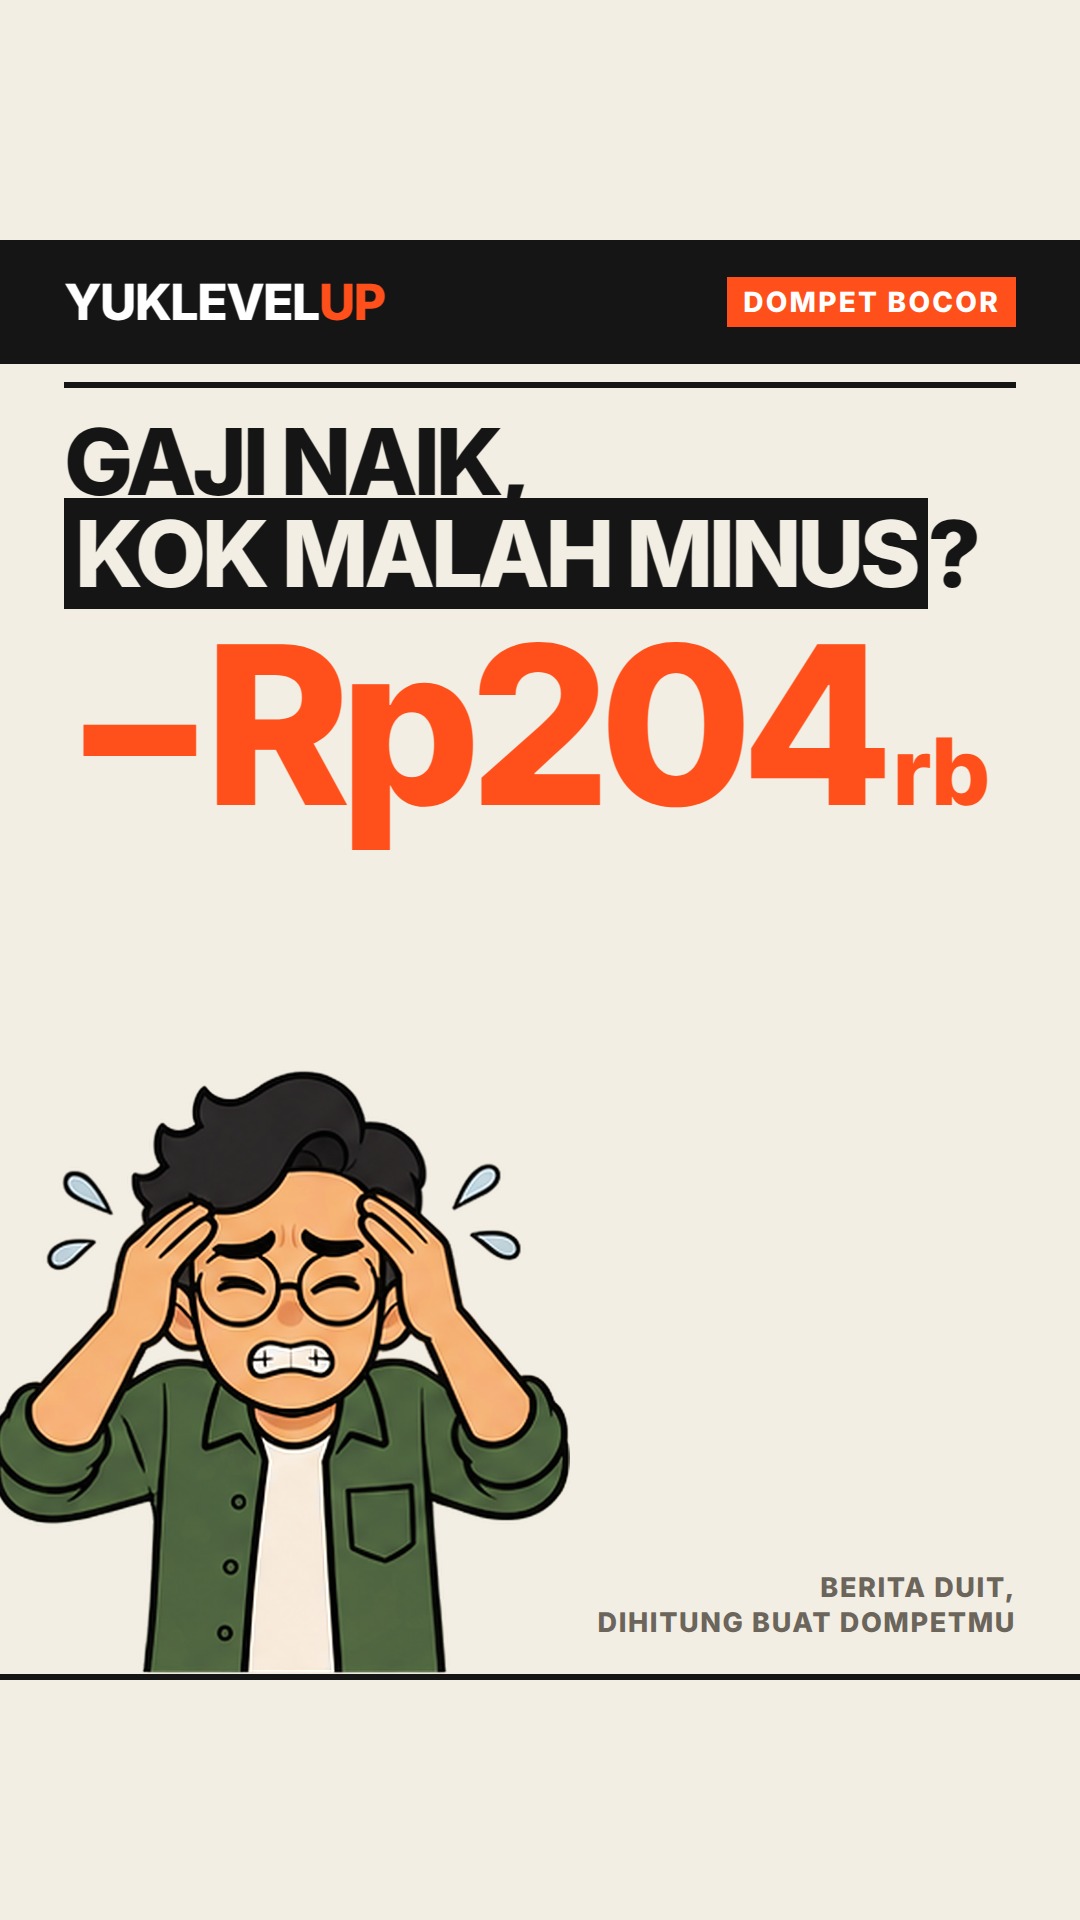 YUKLEVELUP
DOMPET BOCOR
GAJI NAIK,
KOK MALAH MINUS?
–Rp204rb
BERITA DUIT,
DIHITUNG BUAT DOMPETMU